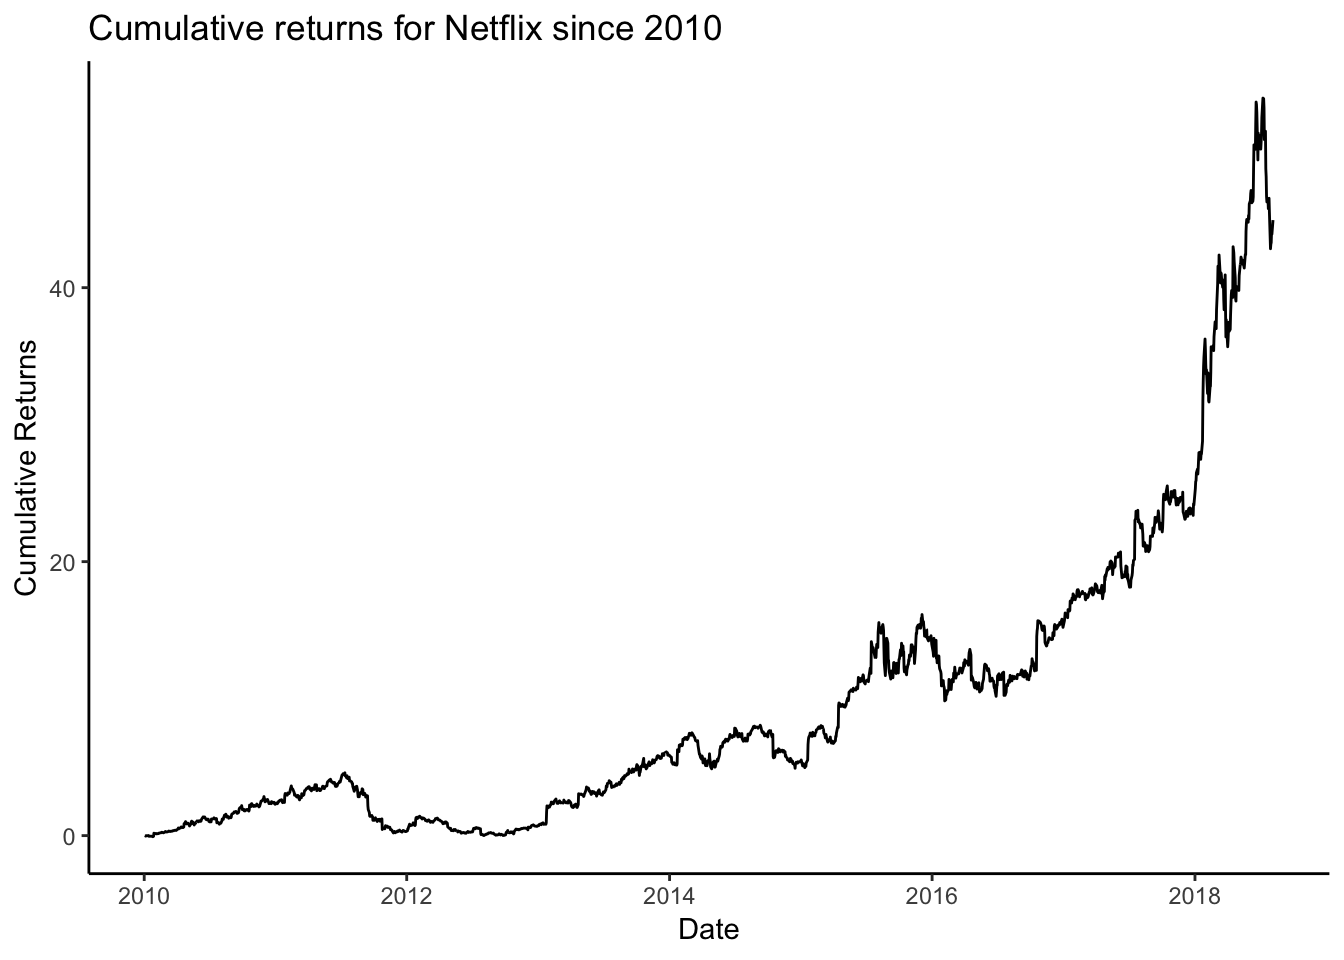 Cumulative returns for Netflix since 2010
Cumulative Returns
40
20
0
2010 2012 2014 2016 2018
Date